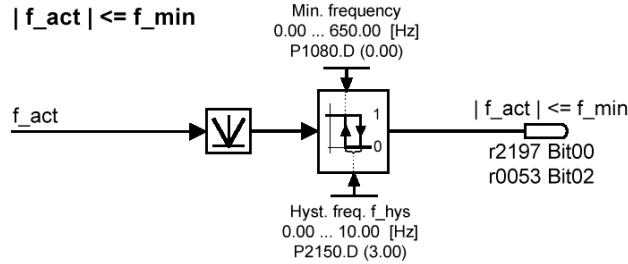 | f_act | <= f_min
Min. frequency
0.00 ... 650.00 [Hz]
P1080.D (0.00)
f_act
1
0
| f_act | <= f_min
r2197 Bit00
r0053 Bit02
Hyst. freq. f_hys
0.00 ... 10.00 [Hz]
P2150.D (3.00)